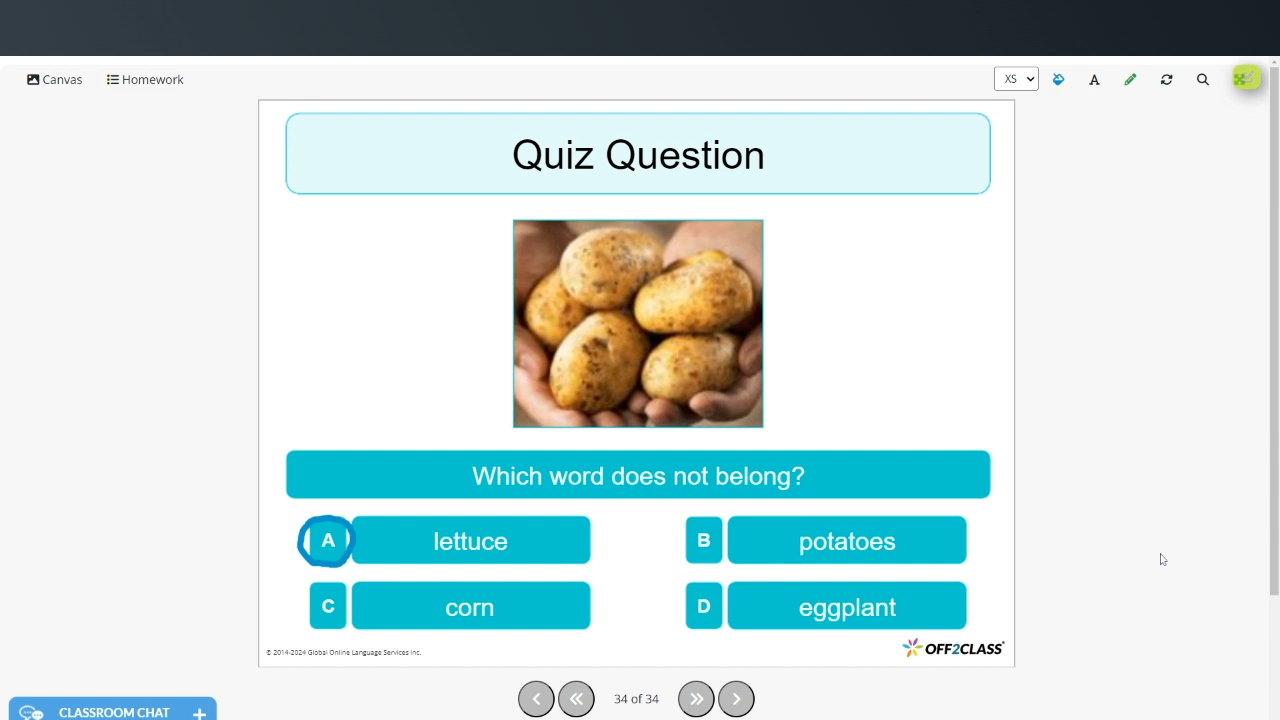 Canvas
Homework
XS
A
Quiz Question
Which word does not belong?
A
lettuce
B
potatoes
C
corn
D
eggplant
© 2014-2024 Global Online Language Services Inc.
OFF2CLASS
34 of 34
CLASSROOM CHAT +